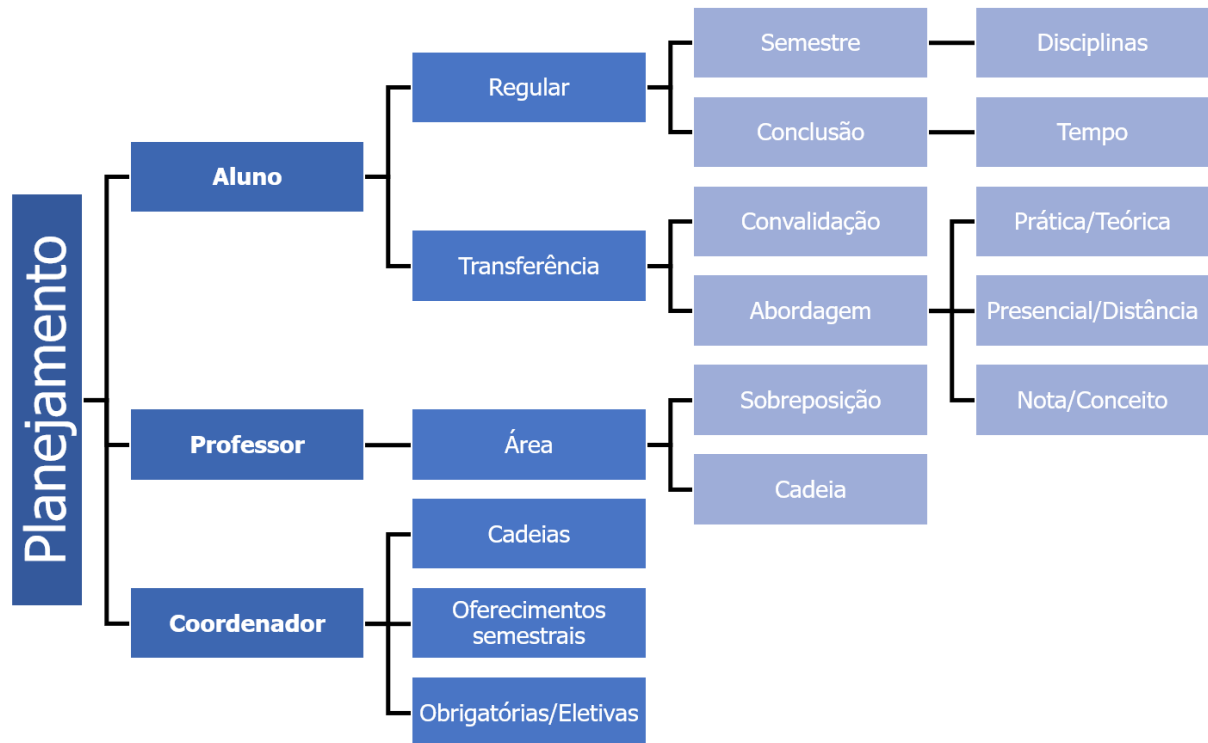 Planejamento
Aluno
Regular
Semestre
Disciplinas
Conclusão
Tempo
Transferência
Convalidação
Abordagem
Prática/Teórica
Presencial/Distância
Nota/Conceito
Professor
Área
Sobreposição
Cadeia
Coordenador
Cadeias
Oferecimentos
semestrais
Obrigatórias/Eletivas